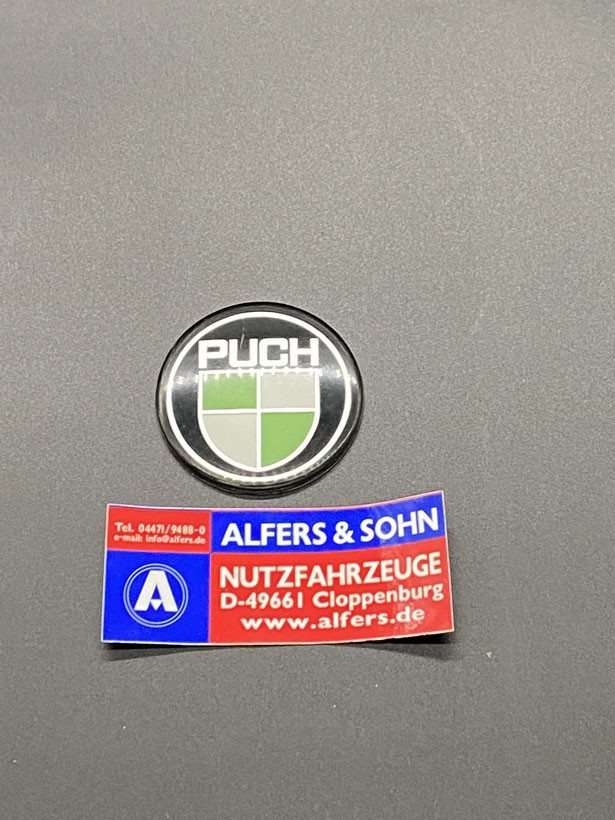 PUCH
Tel. 04471/9488-0
e-mail: info@alfers.de
ALFERS & SOHN
A
NUTZFAHRZEUGE
D-49661 Cloppenburg
www.alfers.de